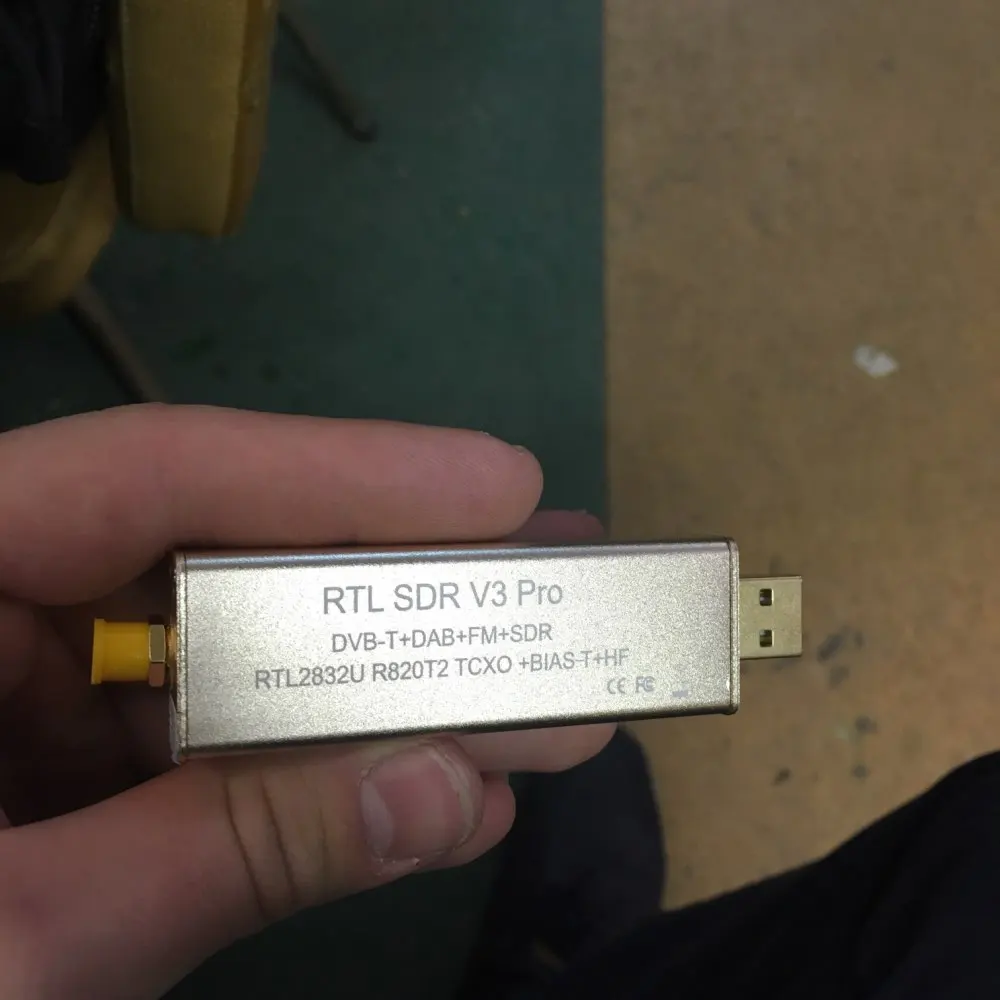 RTL SDR V3 Pro
DVB-T+DAB+FM+SDR
RTL2832U R820T2 TCXO +BIAS-T+HF
CE FC